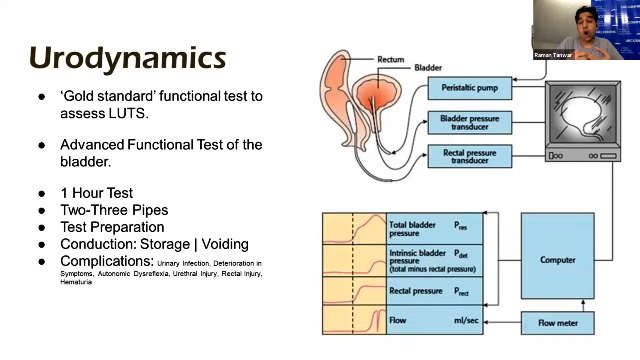 Urodynamics
● 'Gold standard' functional test to
assess LUTS.
● Advanced Functional Test of the
bladder.
● 1 Hour Test
● Two-Three Pipes
● Test Preparation
● Conduction: Storage | Voiding
● Complications: Urinary Infection, Deterioration in
Symptoms, Autonomic Dysreflexia, Urethral Injury, Rectal Injury,
Hematuria
Rectum
Bladder
Peristaltic pump
Bladder pressure
transducer
Rectal pressure
transducer
Total bladder
pressure
Pres
Intrinsic bladder
pressure
(total minus rectal pressure)
Pdet
Rectal pressure
Prect
Flow
ml/sec
Computer
Flow meter
Raman Tanwar